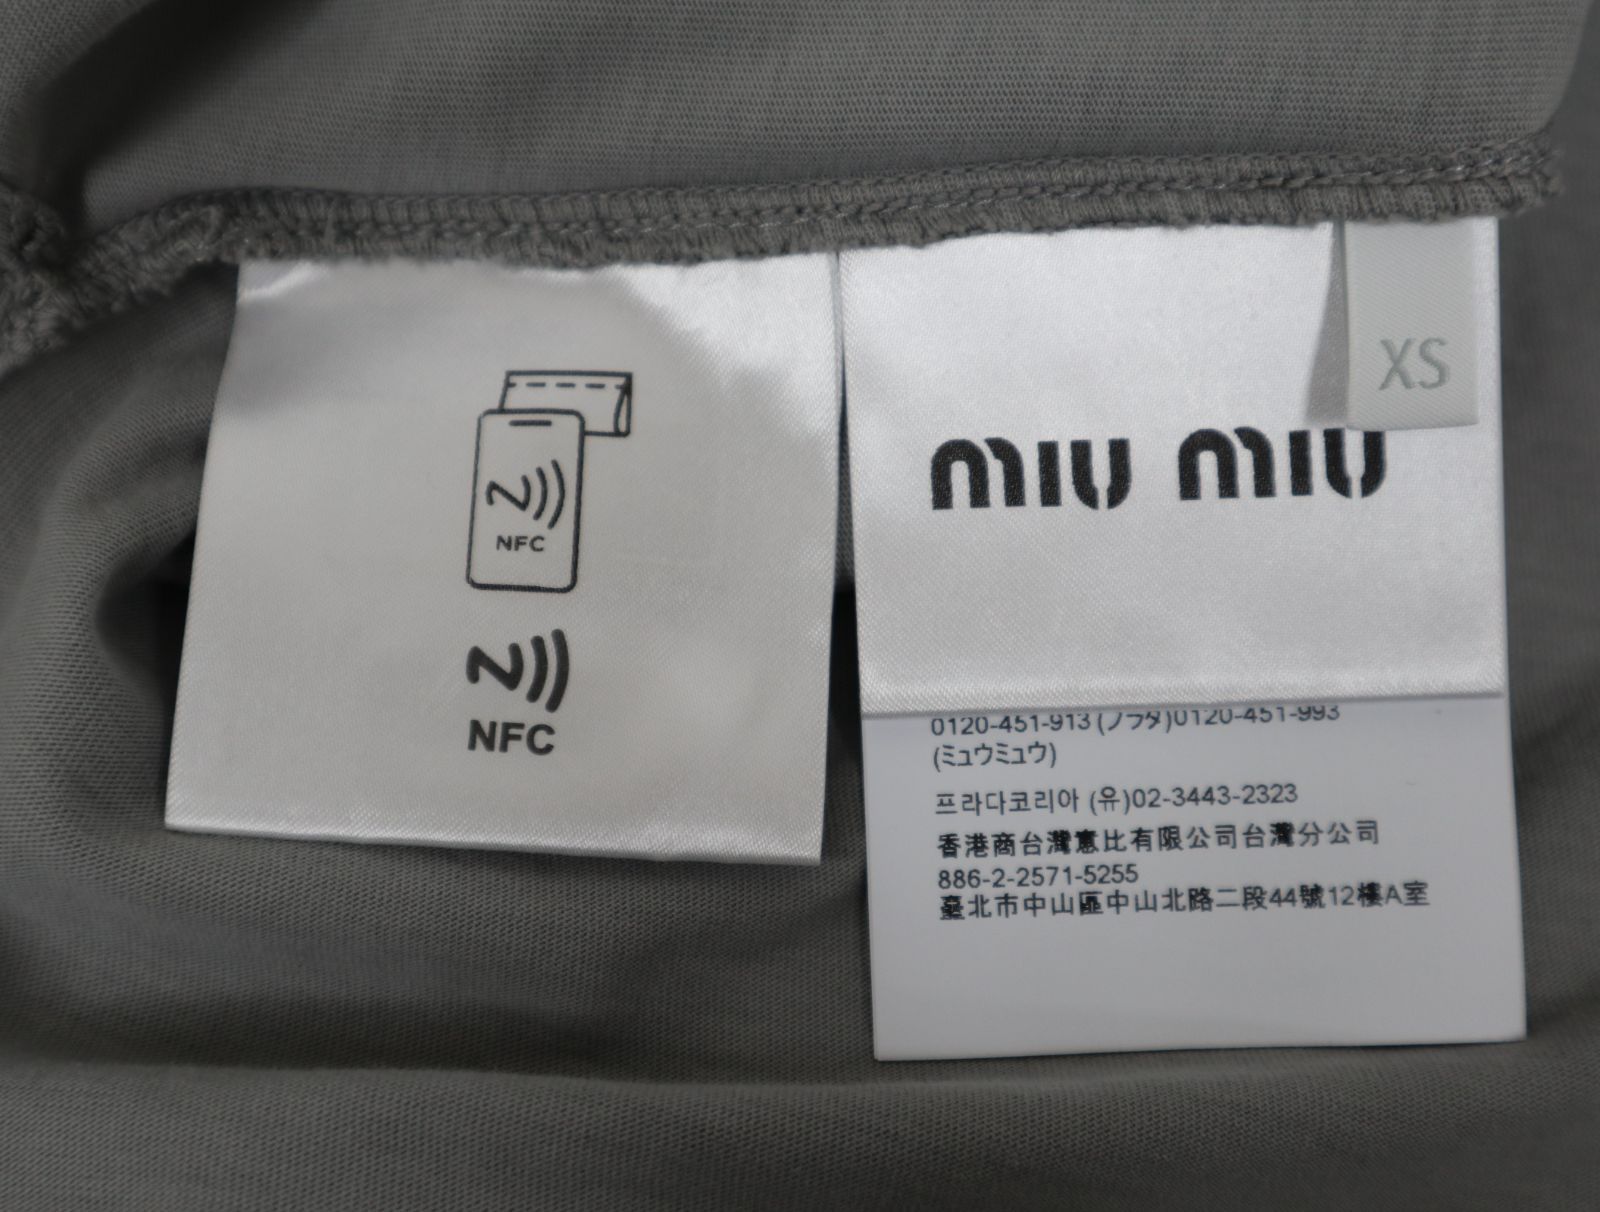 NFC
NFC
XS
MIU MIU
0120-451-913 (プラダ)0120-451-993
(ミュウミュウ)
프라다코리아 (유)02-3443-2323
香港商台灣惠比有限公司台灣分公司
886-2-2571-5255
臺北市中山區中山北路二段44號12樓A室